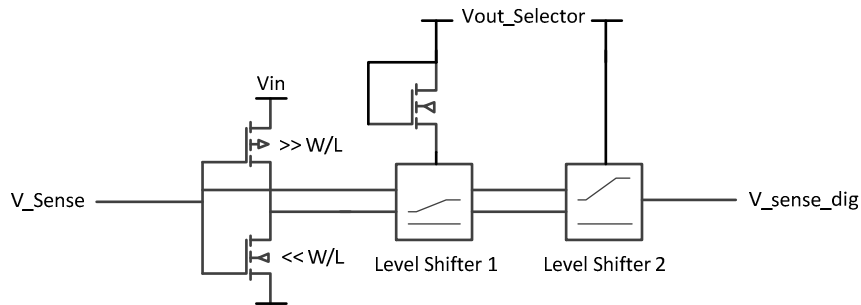 Vout_Selector
Vin
>> W/L
V_Sense
V_sense_dig
<< W/L
Level Shifter 1
Level Shifter 2